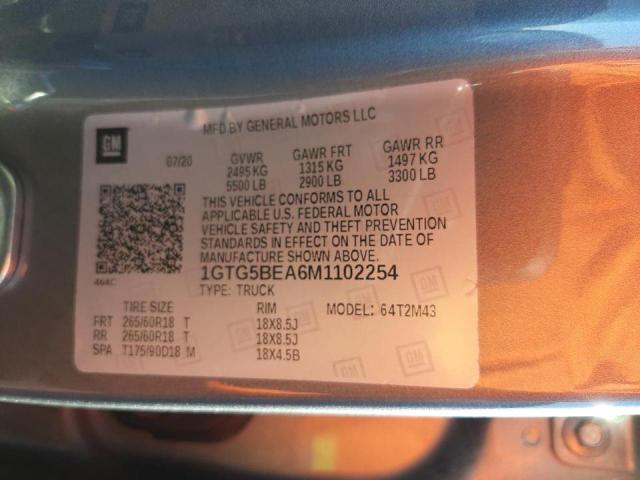 MFD BY GENERAL MOTORS LLC
GM
07/20 GVWR GAWR FRT GAWR RR
2495 KG 1315 KG 1497 KG
5500 LB 2900 LB 3300 LB
THIS VEHICLE CONFORMS TO ALL
APPLICABLE U.S. FEDERAL MOTOR
VEHICLE SAFETY AND THEFT PREVENTION
STANDARDS IN EFFECT ON THE DATE OF
MANUFACTURE SHOWN ABOVE.
464C
1GTG5BEA6M1102254
TYPE: TRUCK
TIRE SIZE RIM MODEL: 64T2M43
FRT 265/60R18 T 18X8.5J
RR 265/60R18 T 18X8.5J
SPA T175/90D18 M 18X4.5B